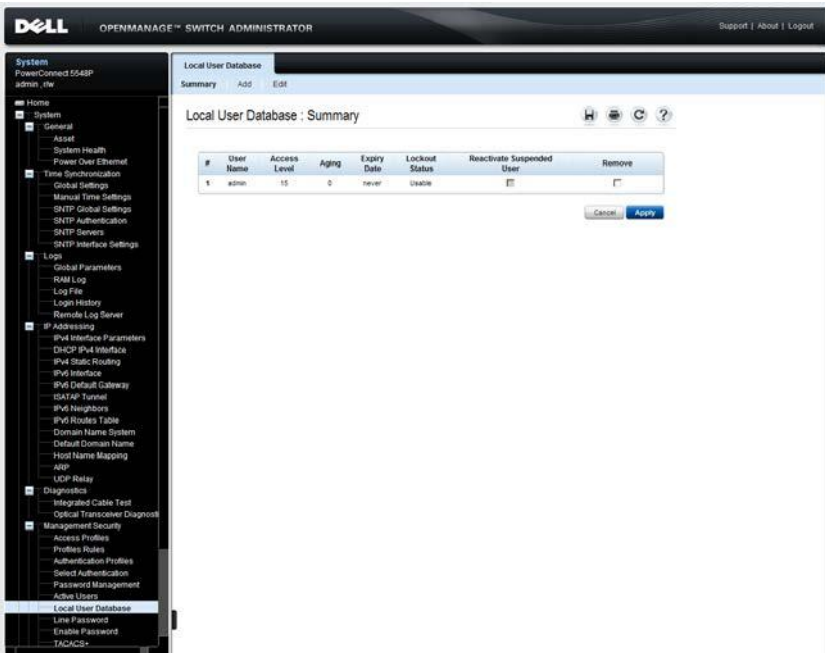 DELL OPENMANAGE™ SWITCH ADMINISTRATOR
Support | About | Logout
System
PowerConnect 5548P
admin , r/w
Home
System
General
Asset
System Health
Power Over Ethernet
Time Synchronization
Global Settings
Manual Time Settings
SNTP Global Settings
SNTP Authentication
SNTP Servers
SNTP Interface Settings
Logs
Global Parameters
RAM Log
Log File
Login History
Remote Log Server
IP Addressing
IPv4 Interface Parameters
DHCP IPv4 Interface
IPv4 Static Routing
IPv6 Interface
IPv6 Default Gateway
ISATAP Tunnel
IPv6 Neighbors
IPv6 Routes Table
Domain Name System
Default Domain Name
Host Name Mapping
ARP
UDP Relay
Diagnostics
Integrated Cable Test
Optical Transceiver Diagnosti
Management Security
Access Profiles
Profiles Rules
Authentication Profiles
Select Authentication
Password Management
Active Users
Local User Database
Line Password
Enable Password
TACACS+
Local User Database
Summary Add Edit
Local User Database : Summary
# User Name Access Level Aging Expiry Date Lockout Status Reactivate Suspended User Remove
1 admin 15 0 never Usable
Cancel Apply